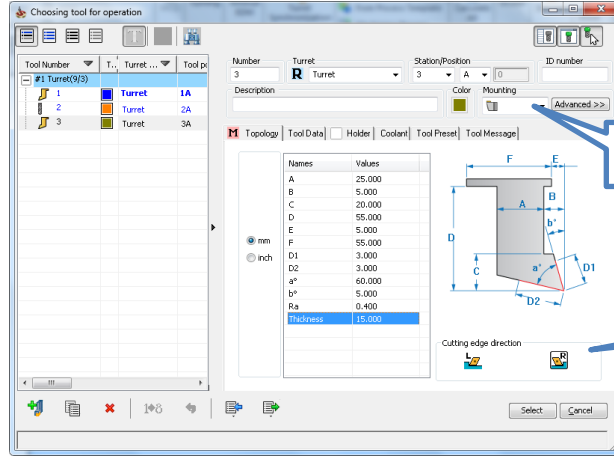 Choosing tool for operation
Tool Number T.. Turret ... Tool po
#1 Turret(9/3)
1 Turret 1A
2 Turret 2A
3 Turret 3A
Number Turret Station/Position ID number
3 R Turret 3 A 0
Description Color Mounting
Advanced >>
M Topology Tool Data Holder Coolant Tool Preset Tool Message
mm
inch
Names Values
A 25.000
B 5.000
C 20.000
D 55.000
E 5.000
F 55.000
D1 3.000
D2 3.000
a° 60.000
b° 5.000
Ra 0.400
Thickness 15.000
F E
A B
b°
D
C a° D1
D2
Cutting edge direction
L R
1 8
Select Cancel